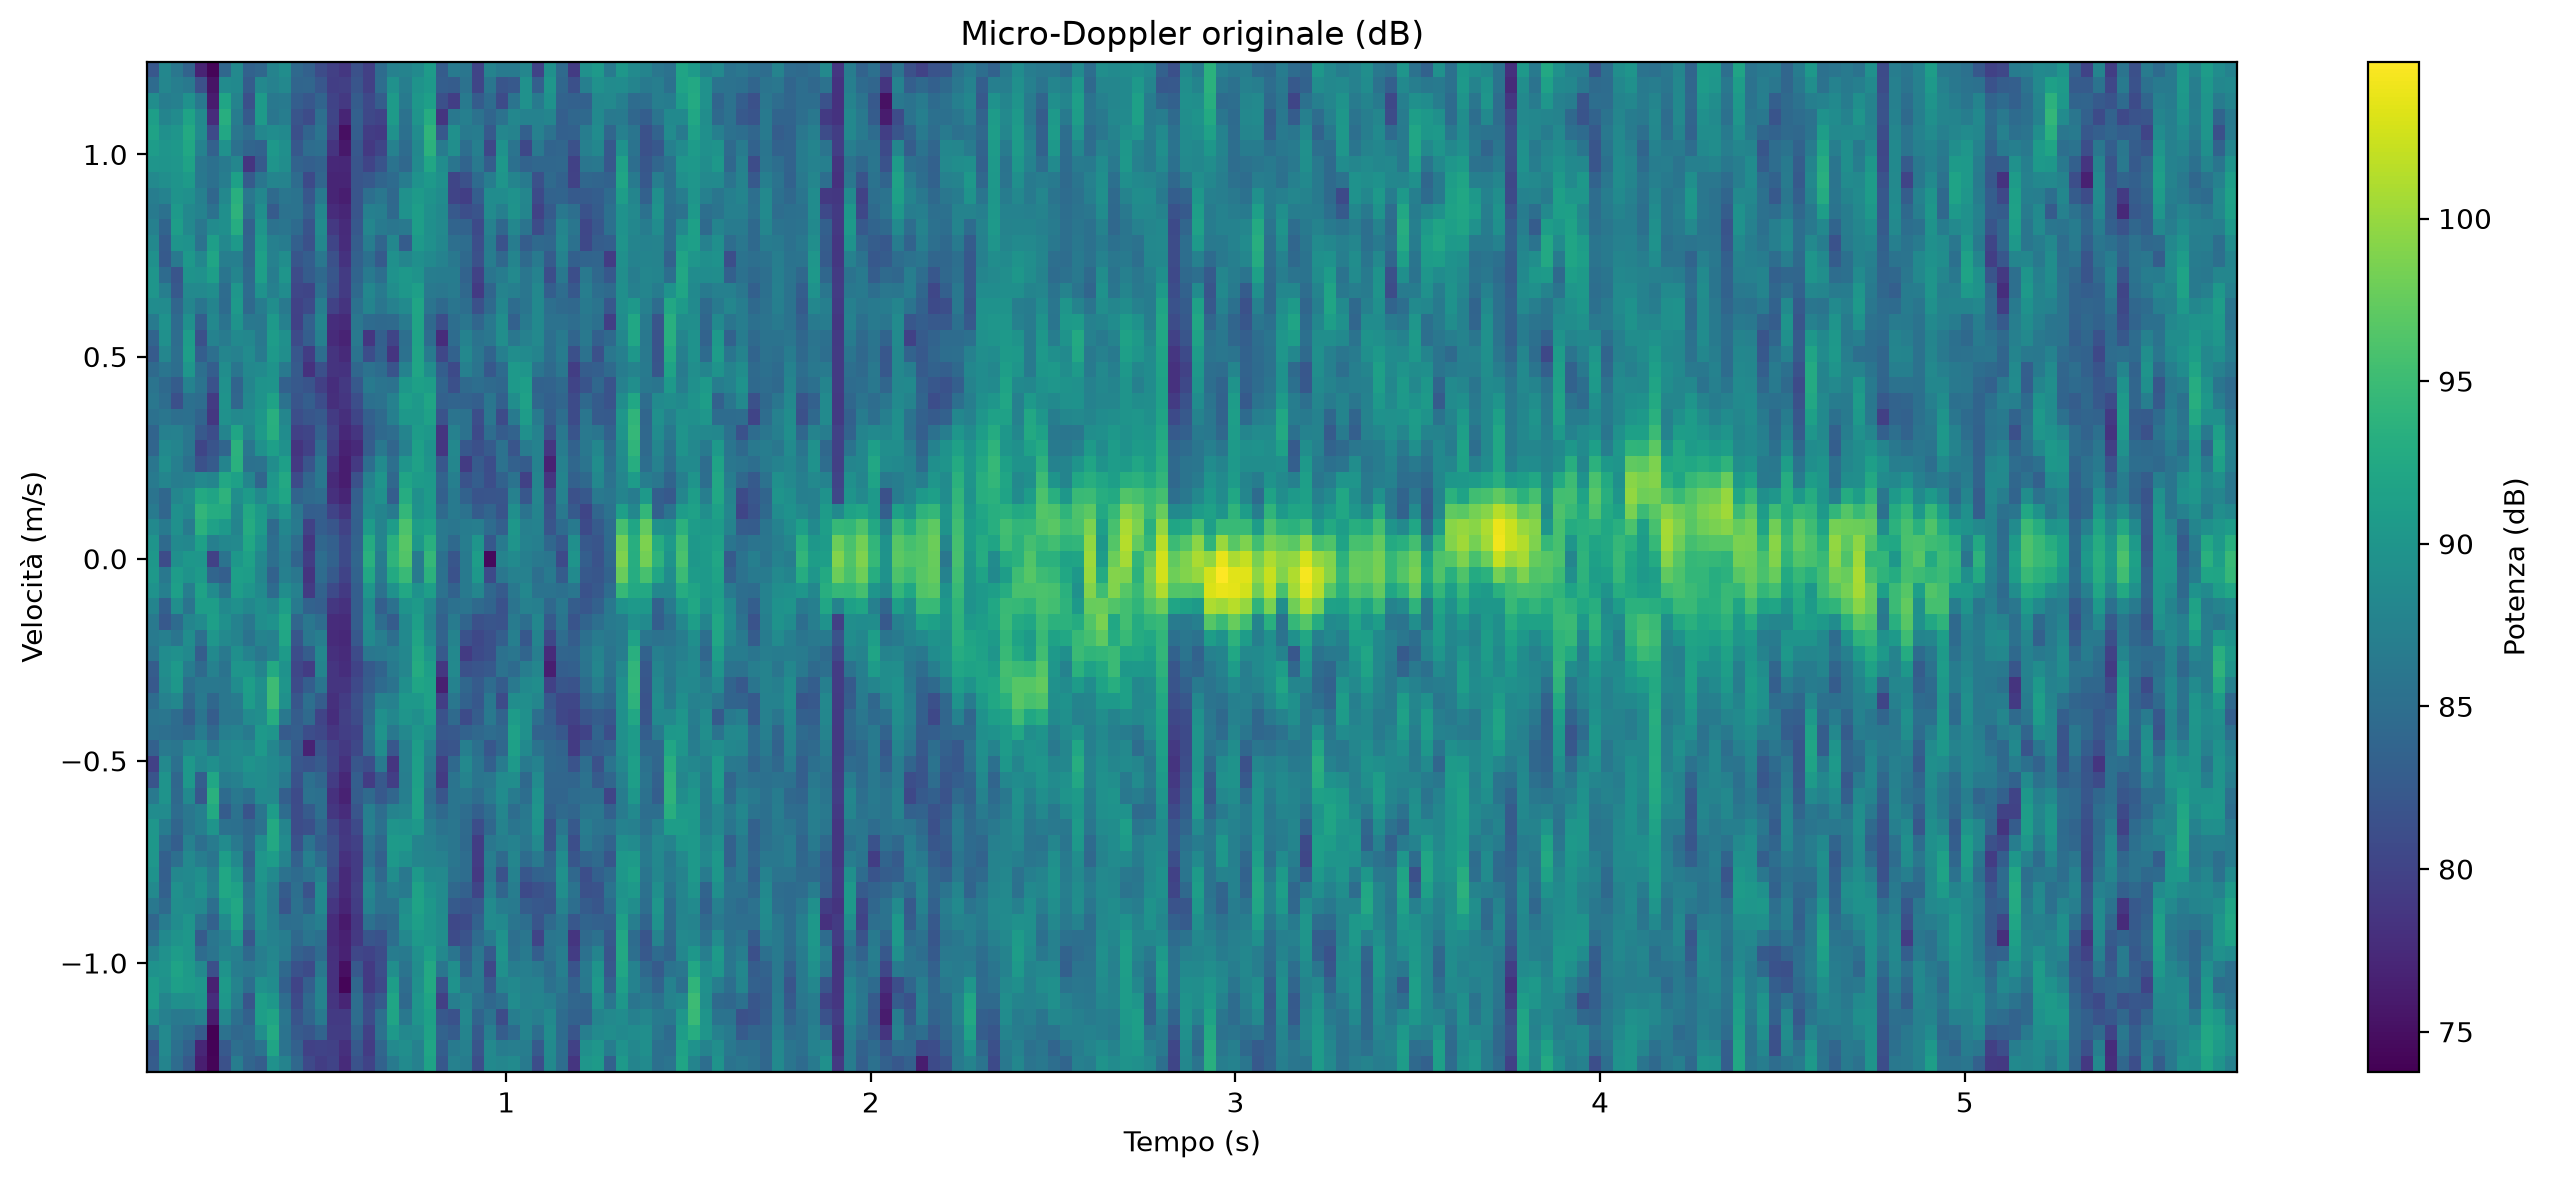 Micro-Doppler originale (dB)
1.0
0.5
0.0
−0.5
−1.0
Velocità (m/s)
1 2 3 4 5
Tempo (s)
100
95
90
85
80
75
Potenza (dB)